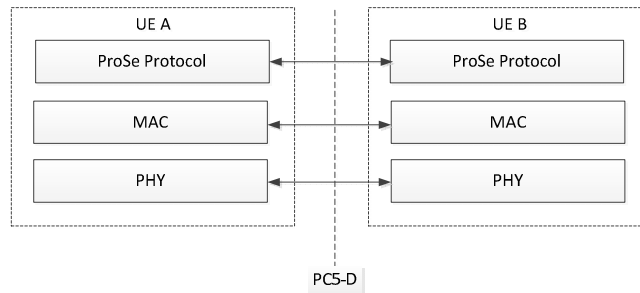 UE A
UE B
ProSe Protocol
ProSe Protocol
MAC
MAC
PHY
PHY
PC5-D